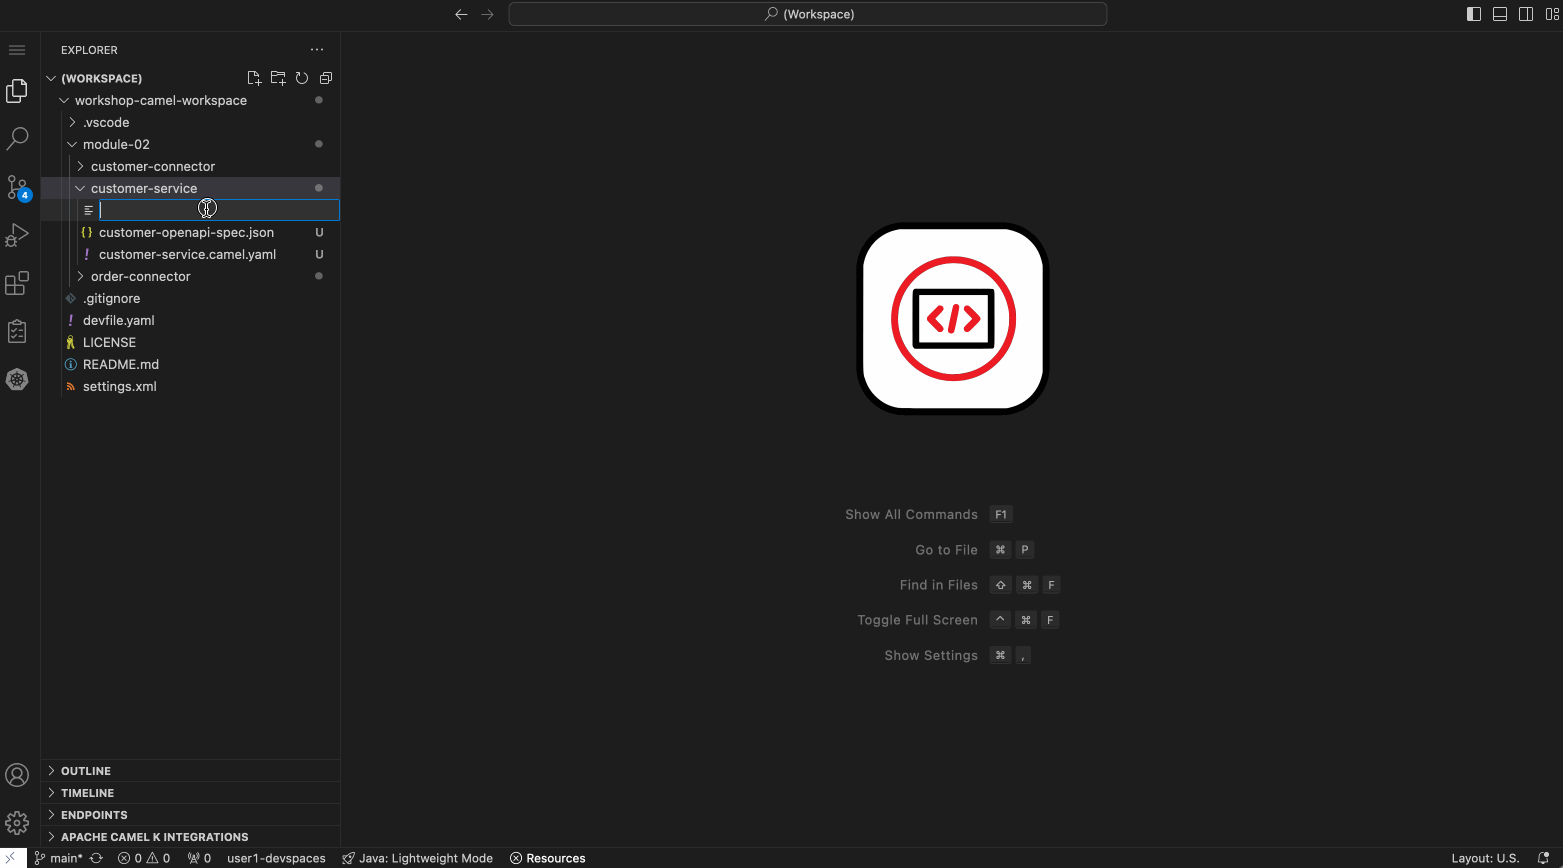 (Workspace)
EXPLORER
(WORKSPACE)
workshop-camel-workspace
.vscode
module-02
customer-connector
customer-service
4
{} customer-openapi-spec.json U
! customer-service.camel.yaml U
order-connector
.gitignore
! devfile.yaml
LICENSE
README.md
settings.xml
</>
Show All Commands F1
Go to File ⌘ P
Find in Files ⇧ ⌘ F
Toggle Full Screen ^ ⌘ F
Show Settings ⌘ ,
OUTLINE
TIMELINE
ENDPOINTS
APACHE CAMEL K INTEGRATIONS
main* 0 0 0 user1-devspaces Java: Lightweight Mode Resources Layout: U.S.